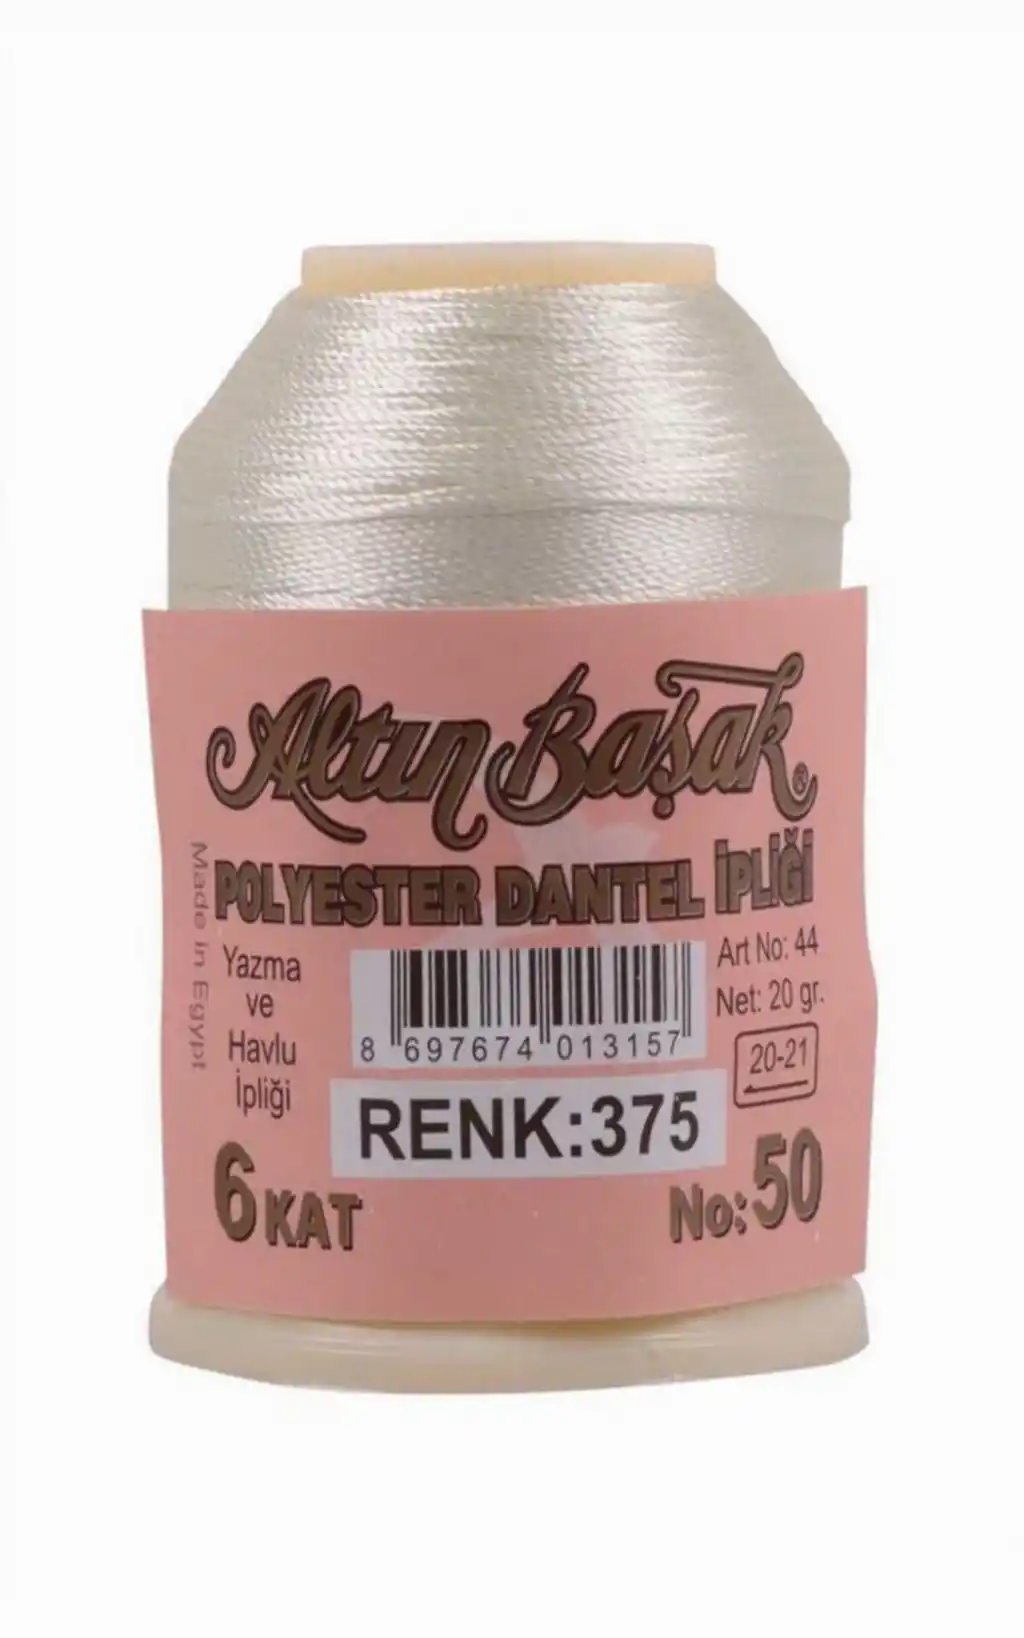 Altın Başak ®
POLYESTER DANTEL İPLİĞİ
Made In Egypt
Yazma
ve
Havlu
İpliği
8 697674 013157
Art No: 44
Net: 20 gr.
20-21
RENK:375
6 KAT
No: 50